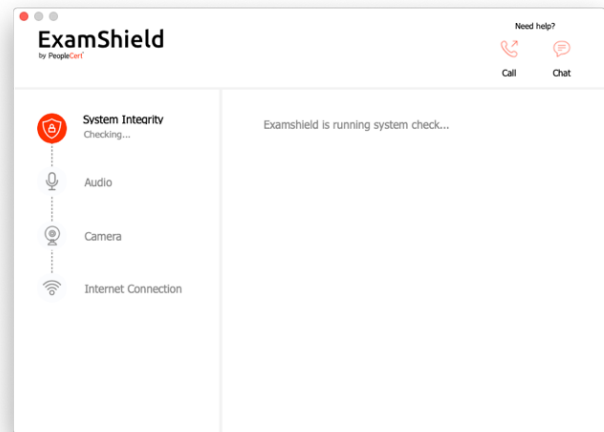 Need help?
ExamShield
by PeopleCert
Call
Chat
System Integrity
Checking...
Examshield is running system check...
Audio
Camera
Internet Connection